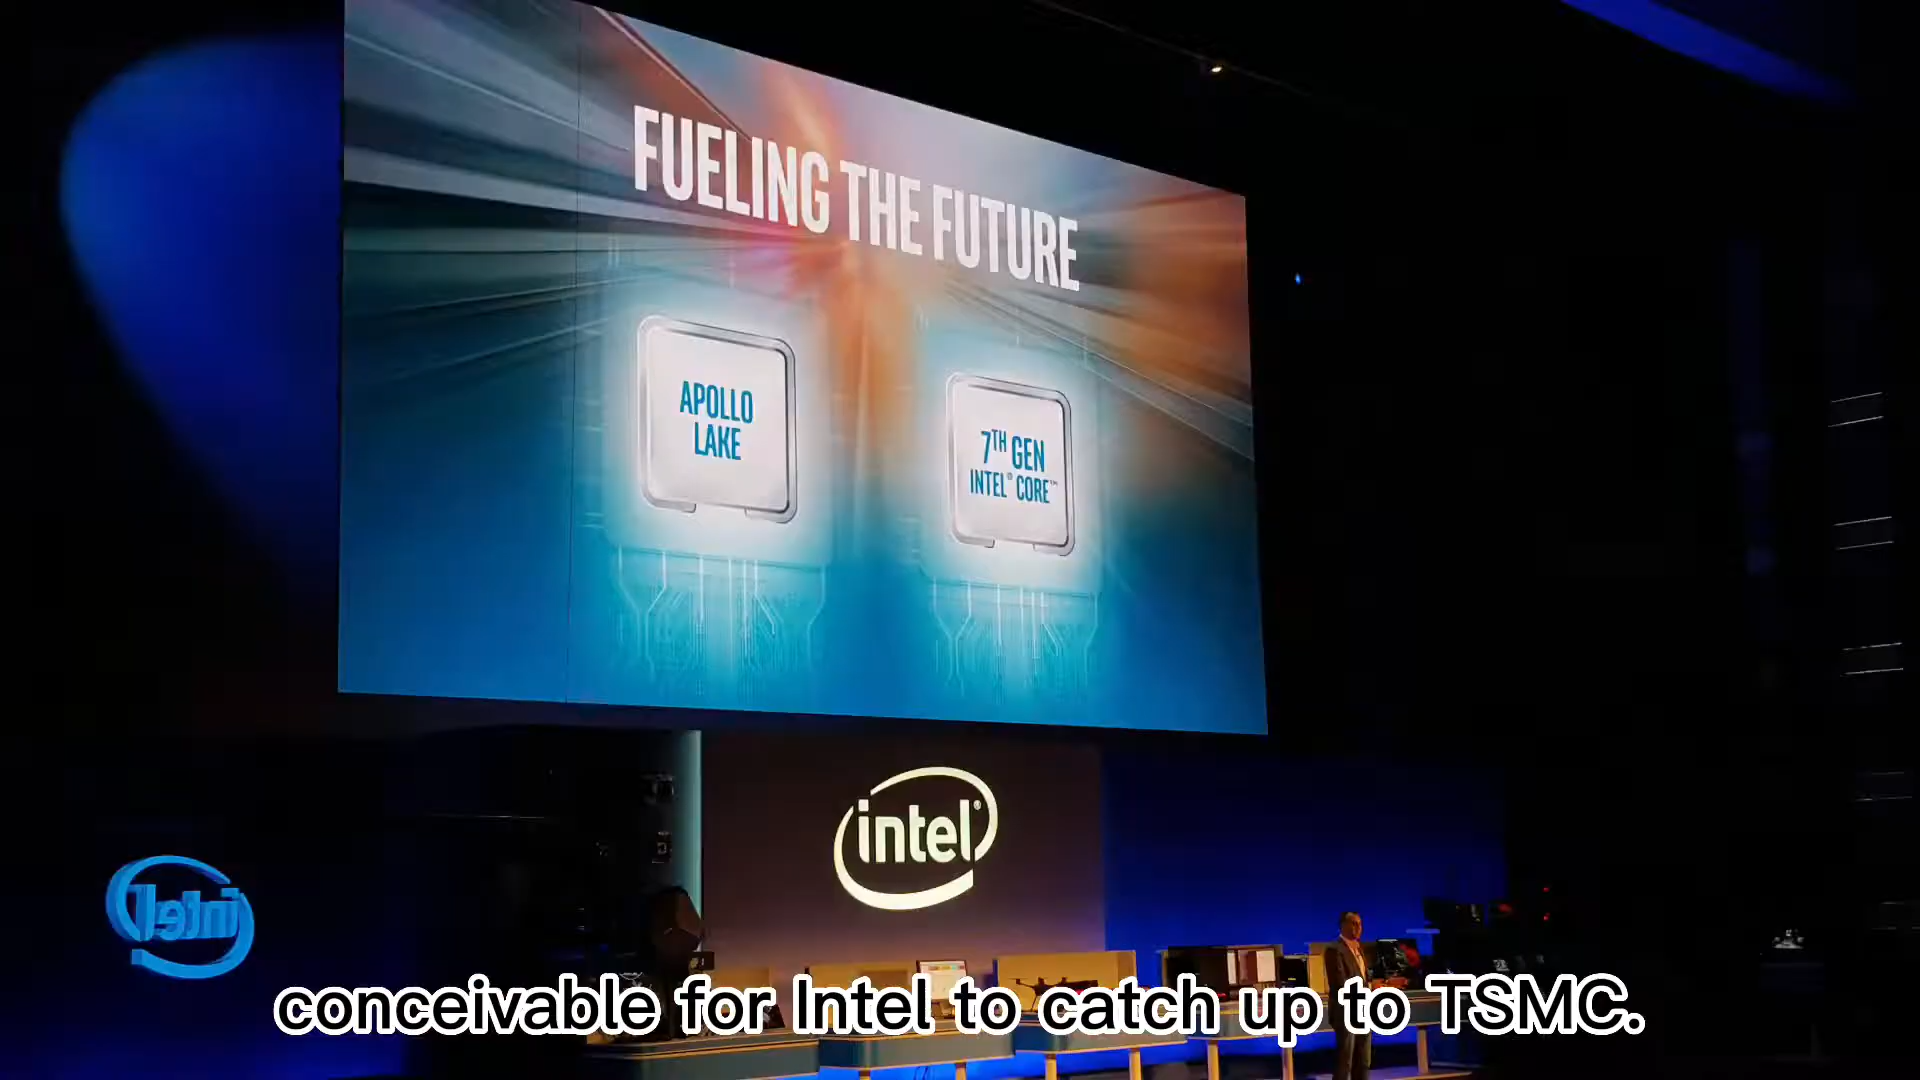 FUELING THE FUTURE
APOLLO
LAKE
7TH GEN
INTEL® CORE™
intel®
intel
conceivable for Intel to catch up to TSMC.